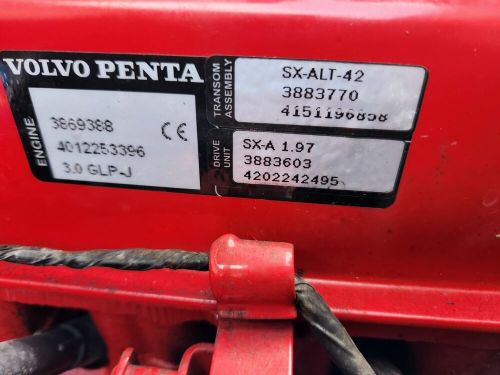 VOLVO PENTA
ENGINE
3869388
4012253396
3.0 GLP-J
CE
TRANSOM
ASSEMBLY
SX-ALT-42
3883770
4151196858
DRIVE
UNIT
SX-A 1.97
3883603
4202242495